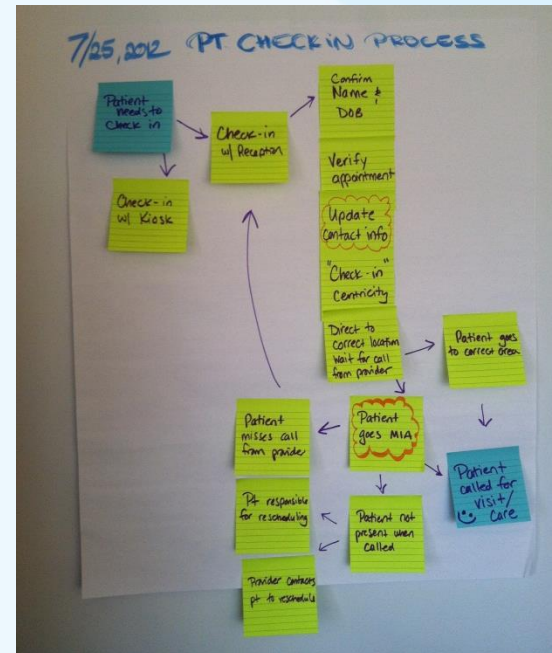 7/25, 2012 PT CHECK IN PROCESS
Patient
needs to
Check in
Check-in
w/ Reception
Check-in
w/ Kiosk
Confirm
Name &
DOB
Verify
appointment
Update
Contact info
"Check-in"
Centricity
Direct to
correct location
Wait for call
from provider
Patient goes
to correct area
Patient
misses call
from provider
Patient
goes MIA
Patient
called for
visit/
care
Pt responsible
for rescheduling
Patient not
present when
called
Provider contacts
pt to reschedule